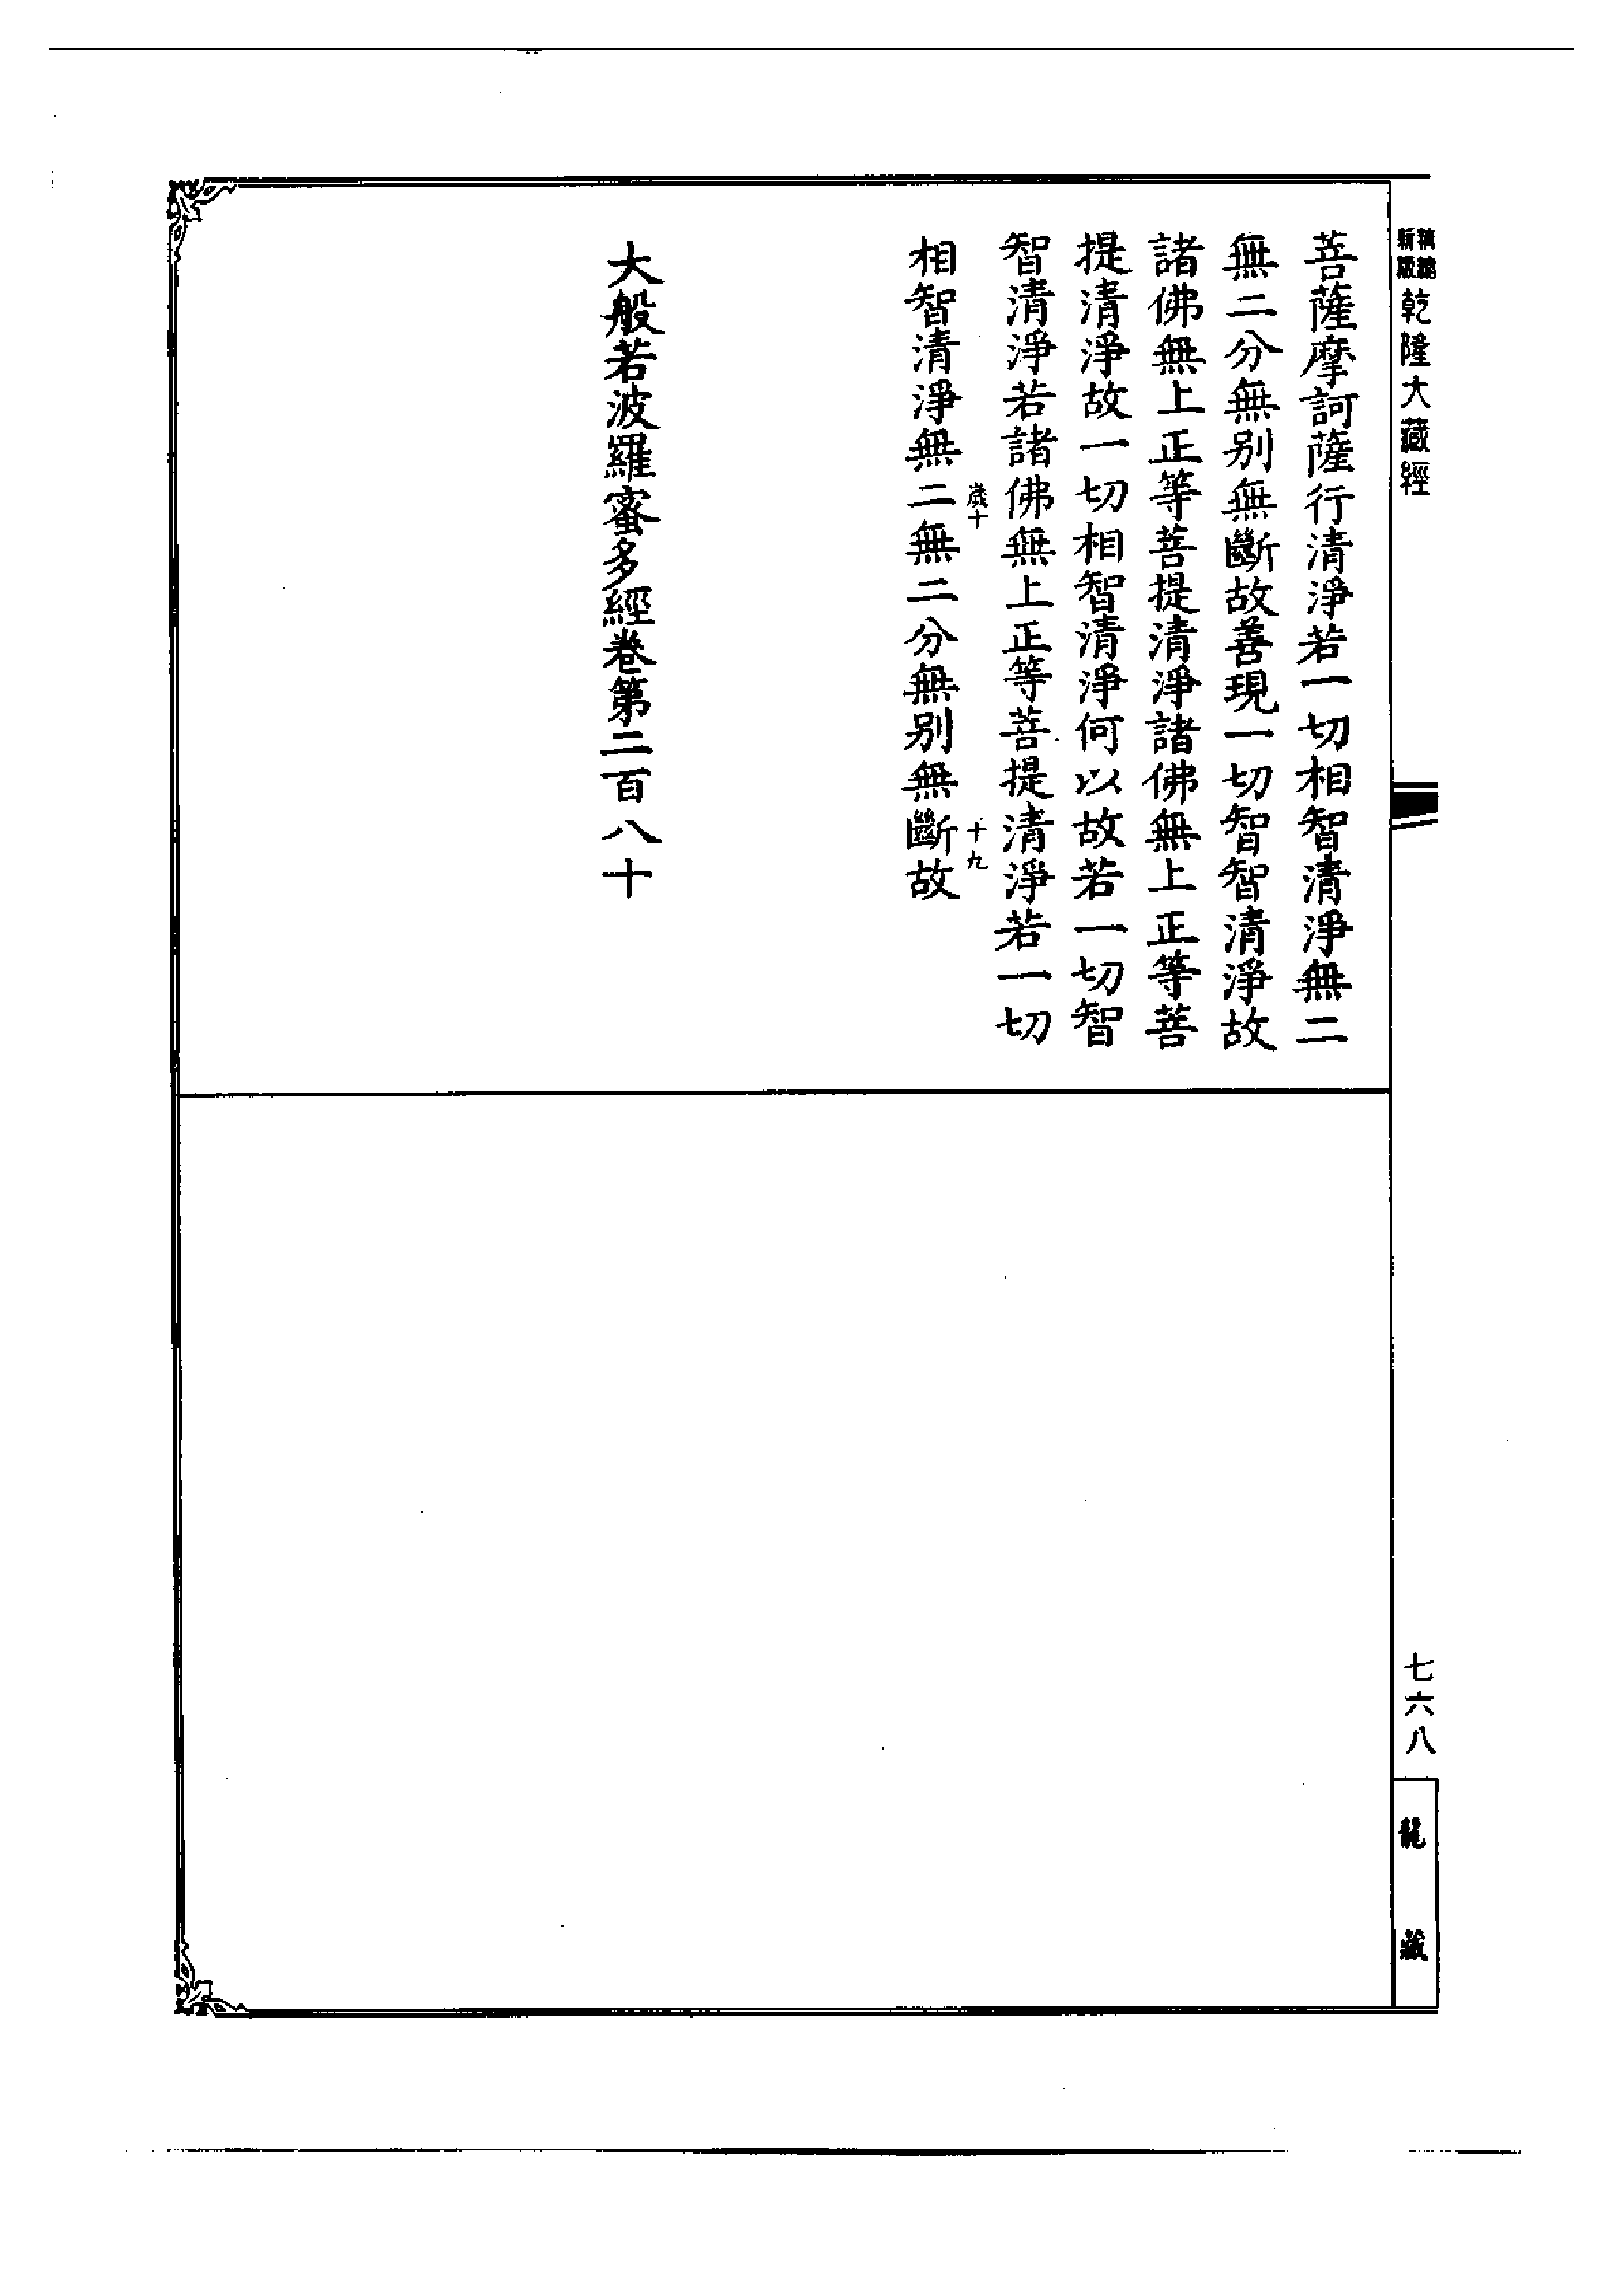 新編縮版
乾隆大藏經
菩薩摩訶薩行清淨若一切相智清淨無二
無二分無別無斷故善現一切智智清淨故
諸佛無上正等菩提清淨諸佛無上正等菩
提清淨故一切相智清淨何以故若一切智
智清淨若諸佛無上正等菩提清淨若一切
歲十
十九
相智清淨無二無二分無別無斷故
大般若波羅蜜多經卷第二百八十
七六八
龍藏